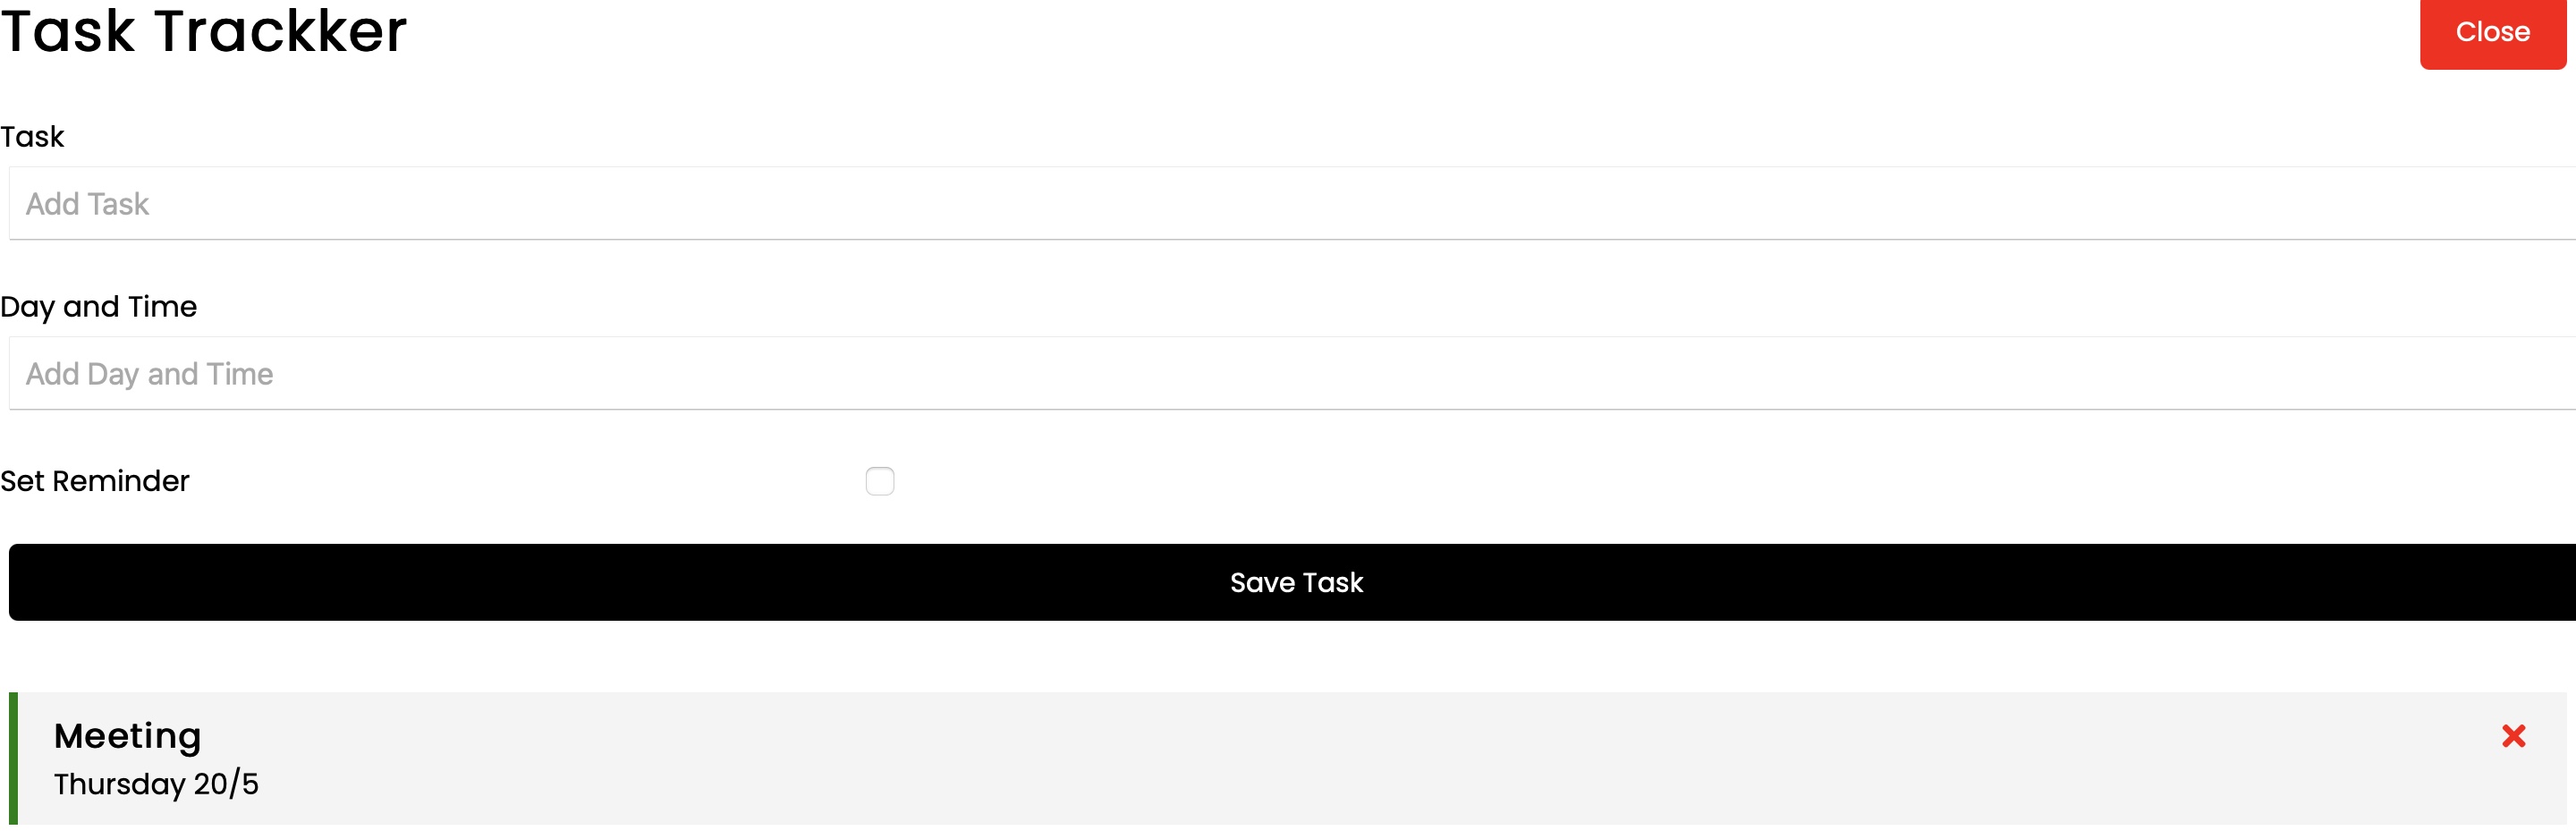 Task Trackker
Close
Task
Add Task
Day and Time
Add Day and Time
Set Reminder
Save Task
Meeting
Thursday 20/5